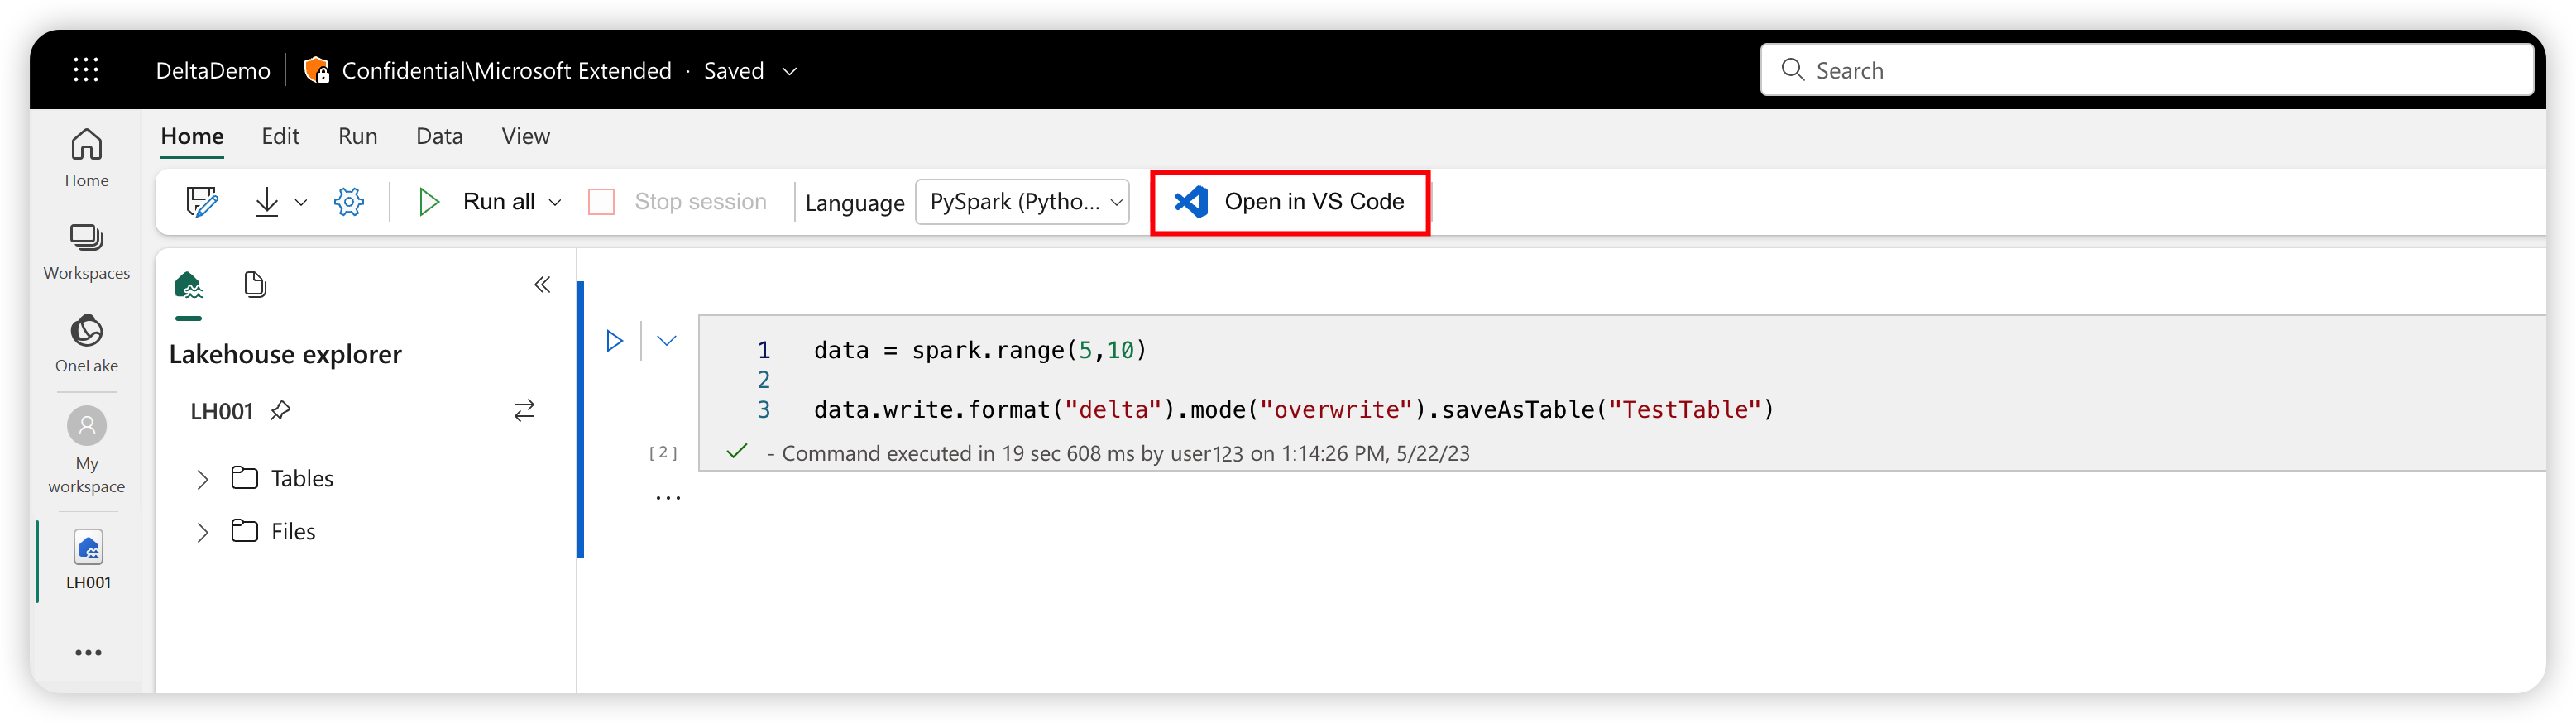 DeltaDemo Confidential\Microsoft Extended · Saved
Search
Home Edit Run Data View
Run all Stop session Language PySpark (Pytho... Open in VS Code
Home
Workspaces
OneLake
My
workspace
LH001
Lakehouse explorer
LH001
Tables
Files
1 data = spark.range(5,10)
2
3 data.write.format("delta").mode("overwrite").saveAsTable("TestTable")
[2] - Command executed in 19 sec 608 ms by user123 on 1:14:26 PM, 5/22/23